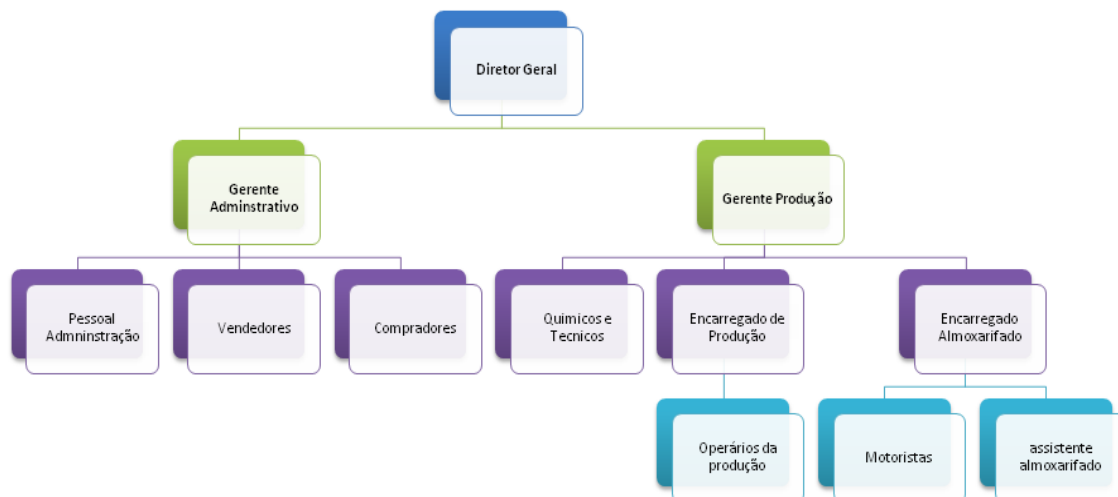 Diretor Geral
Gerente
Adminstrativo
Gerente Produção
Pessoal
Admninstração
Vendedores
Compradores
Quimicos e
Tecnicos
Encarregado de
Produção
Encarregado
Almoxarifado
Operários da
produção
Motoristas
assistente
almoxarifado